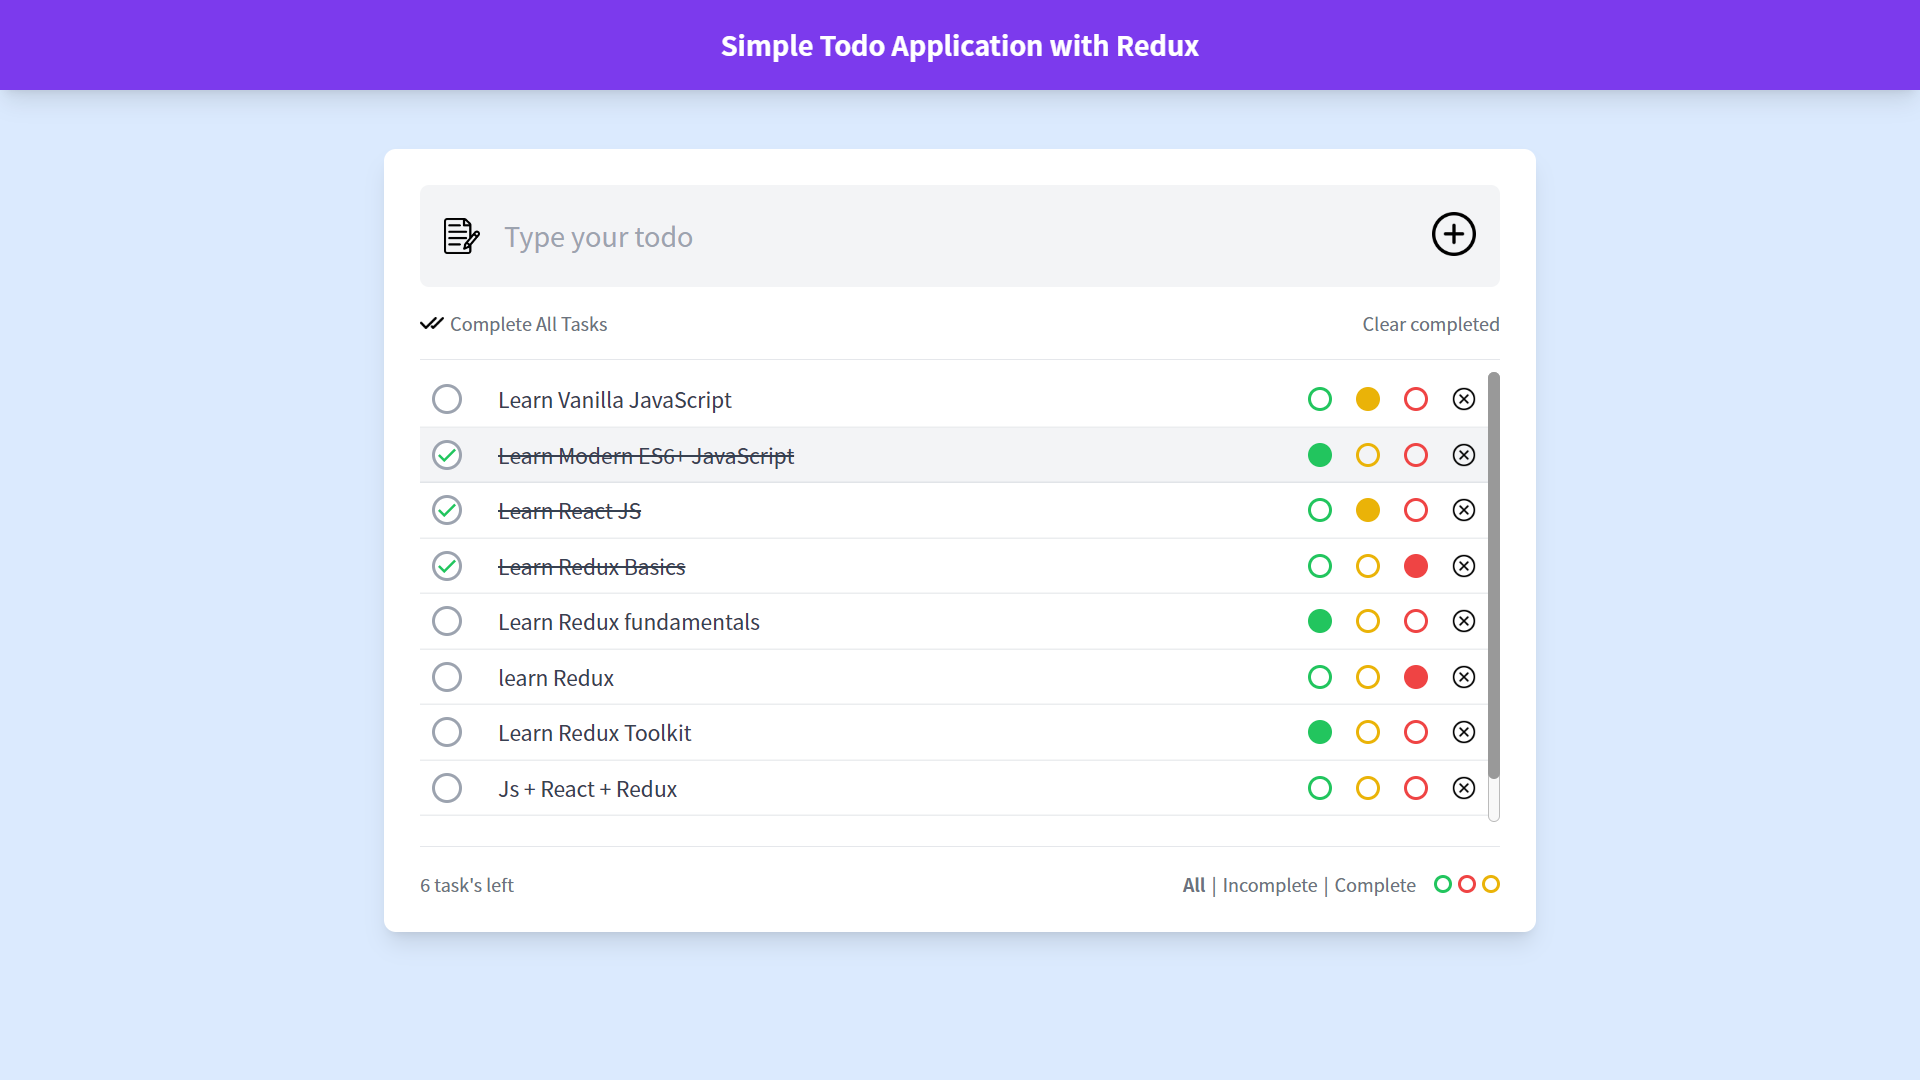 Simple Todo Application with Redux
Type your todo
Complete All Tasks
Clear completed
Learn Vanilla JavaScript
Learn Modern ES6+ JavaScript
Learn React JS
Learn Redux Basics
Learn Redux fundamentals
learn Redux
Learn Redux Toolkit
Js + React + Redux
6 task's left
All | Incomplete | Complete